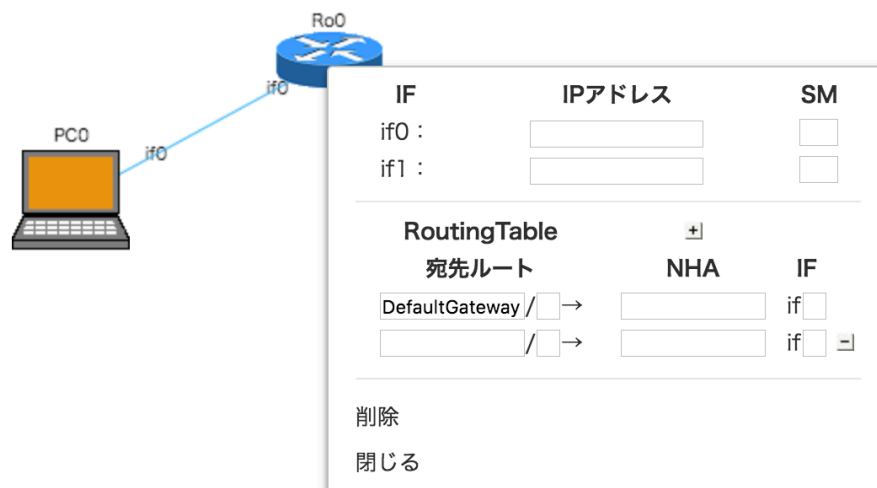 Ro0
if0
PC0
if0
IF IPアドレス SM
if0：
if1：
RoutingTable +
宛先ルート NHA IF
DefaultGateway / → if
/ → if −
削除
閉じる